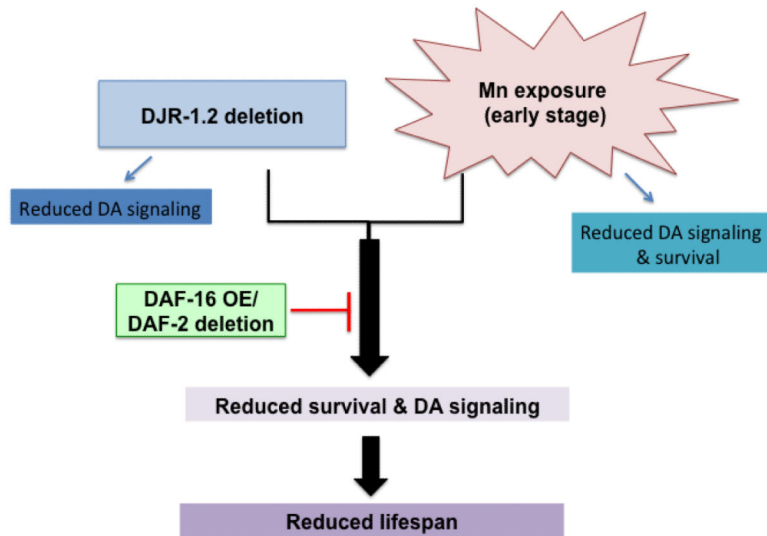 DJR-1.2 deletion
Mn exposure
(early stage)
Reduced DA signaling
Reduced DA signaling
& survival
DAF-16 OE/
DAF-2 deletion
Reduced survival & DA signaling
Reduced lifespan